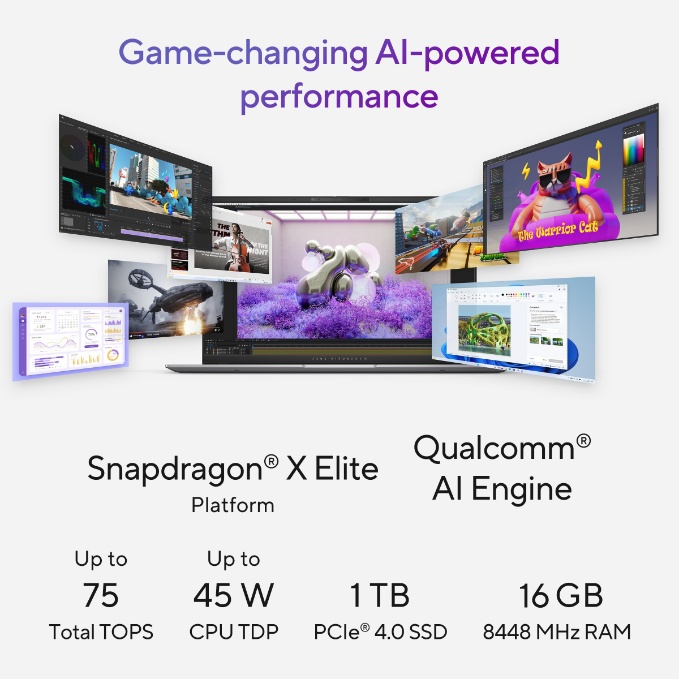 Game-changing AI-powered
performance
The Warrior Cat
Snapdragon® X Elite
Platform
Qualcomm®
AI Engine
Up to
75
Total TOPS
Up to
45 W
CPU TDP
1 TB
PCIe® 4.0 SSD
16 GB
8448 MHz RAM